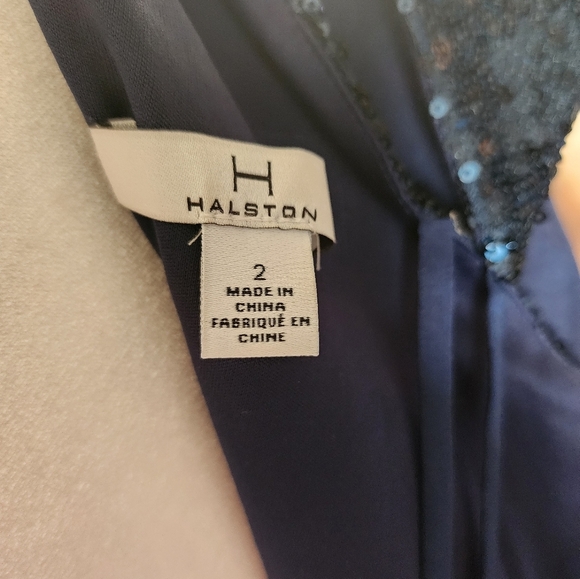 H
HALSTON
2
MADE IN
CHINA
FABRIQUÉ EN
CHINE